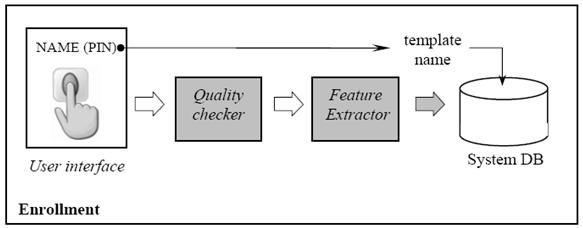 NAME (PIN)
template
name
Quality
checker
Feature
Extractor
User interface
System DB
Enrollment